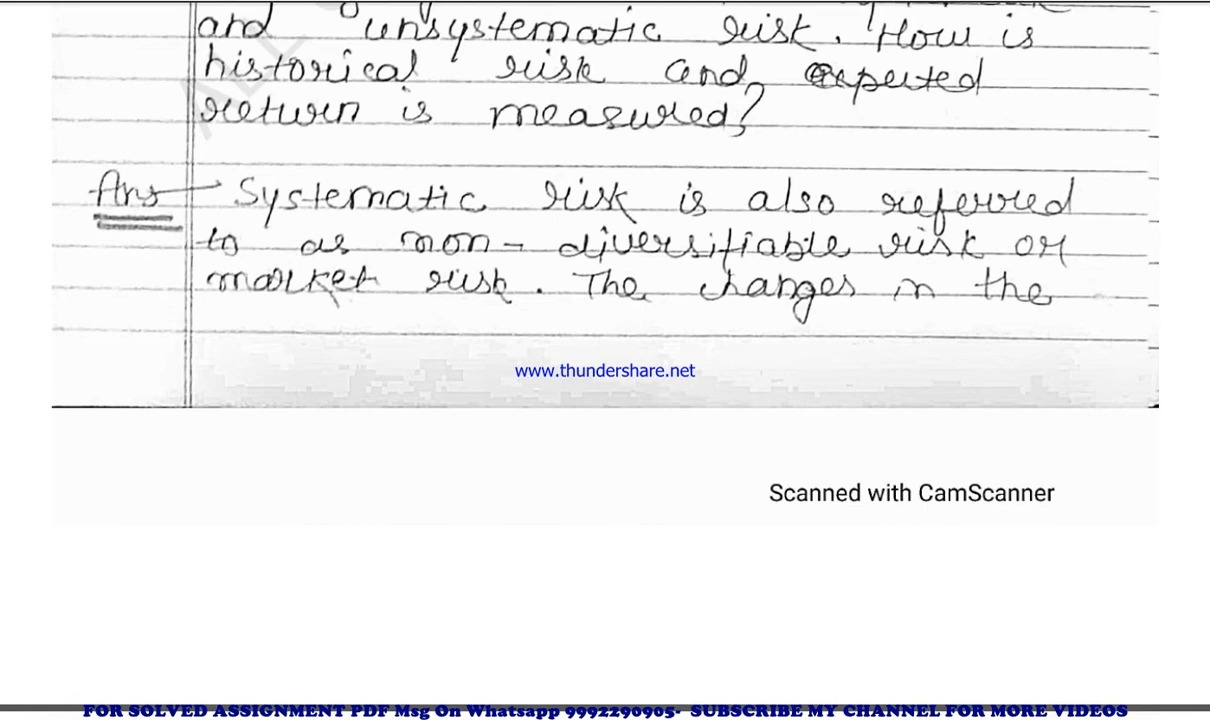 and unsystematic risk. How is
historical risk and expected
return is measured?
Ans - Systematic risk is also referred
to as non - diversifiable risk or
market risk. The changes in the
www.thundershare.net
Scanned with CamScanner
FOR SOLVED ASSIGNMENT PDF Msg On Whatsapp 9992290905- SUBSCRIBE MY CHANNEL FOR MORE VIDEOS